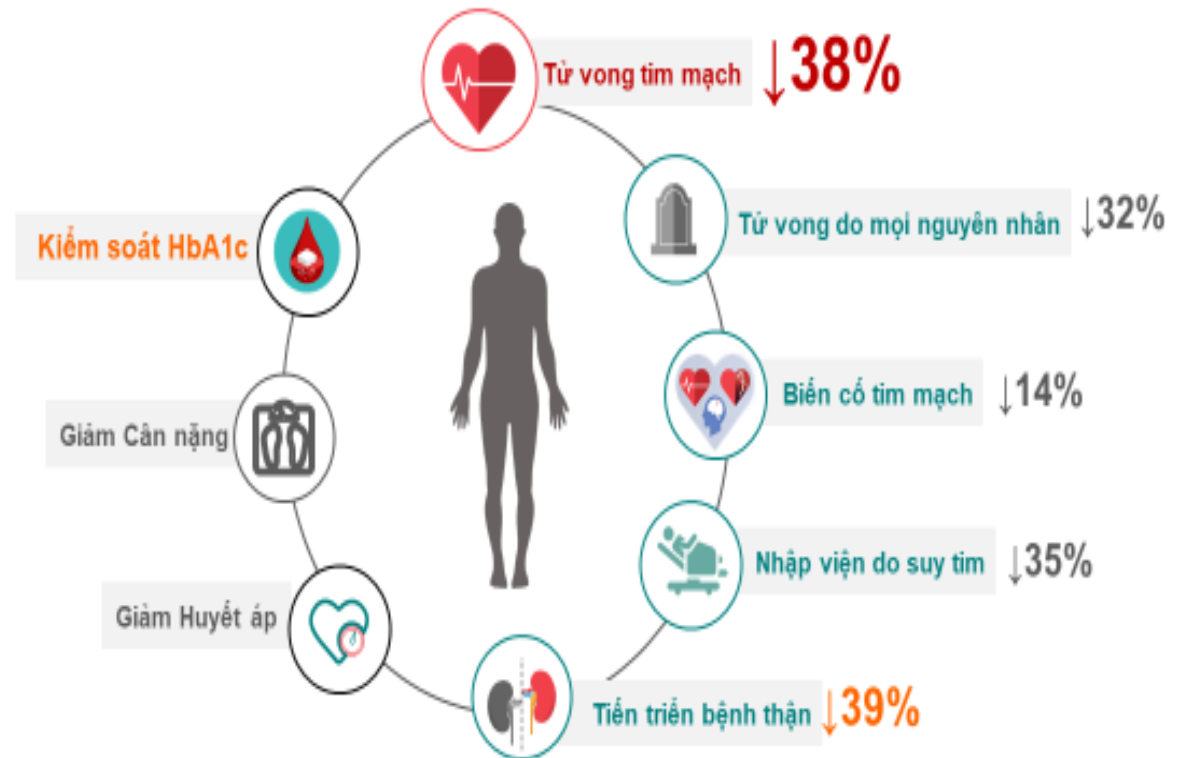 Tử vong tim mạch ↓38%
Tử vong do mọi nguyên nhân ↓32%
Biến cố tim mạch ↓14%
Nhập viện do suy tim ↓35%
Tiến triển bệnh thận ↓39%
Giảm Huyết áp
Giảm Cân nặng
Kiểm soát HbA1c